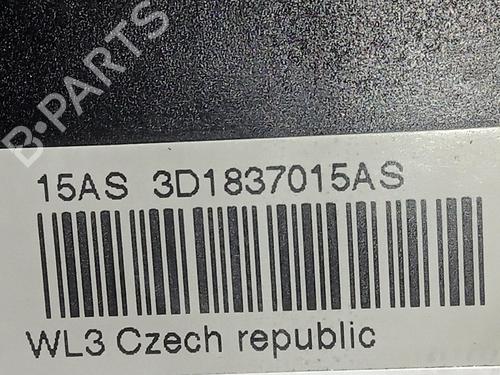 B-PARTS
15AS 3D1837015AS
WL3 Czech republic